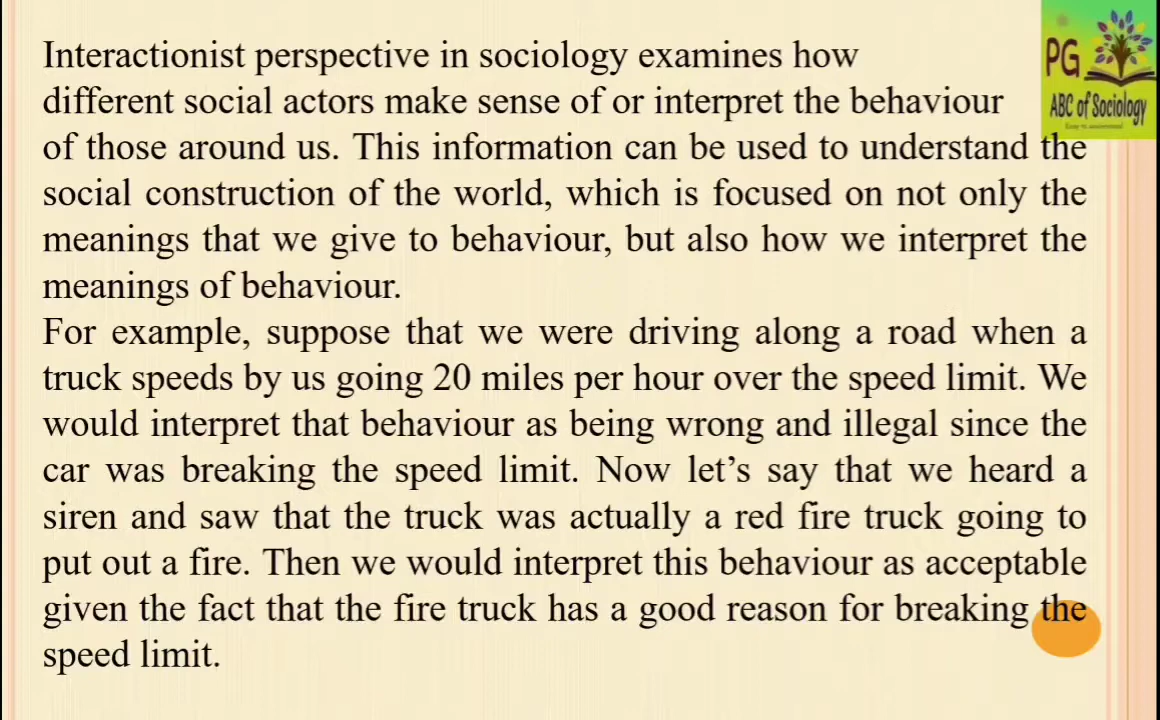 Interactionist perspective in sociology examines how
different social actors make sense of or interpret the behaviour
of those around us. This information can be used to understand the
social construction of the world, which is focused on not only the
meanings that we give to behaviour, but also how we interpret the
meanings of behaviour.
For example, suppose that we were driving along a road when a
truck speeds by us going 20 miles per hour over the speed limit. We
would interpret that behaviour as being wrong and illegal since the
car was breaking the speed limit. Now let’s say that we heard a
siren and saw that the truck was actually a red fire truck going to
put out a fire. Then we would interpret this behaviour as acceptable
given the fact that the fire truck has a good reason for breaking the
speed limit.
PG
ABC of Sociology